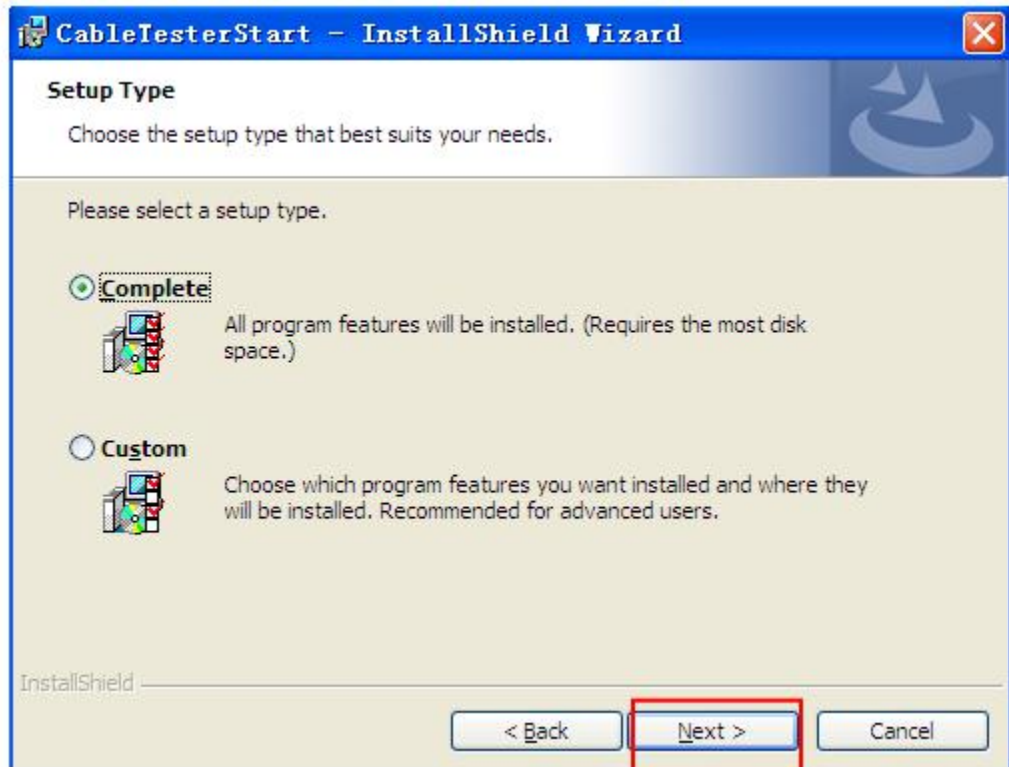 CableTesterStart - InstallShield Wizard
Setup Type
Choose the setup type that best suits your needs.
Please select a setup type.
Complete
All program features will be installed. (Requires the most disk
space.)
Custom
Choose which program features you want installed and where they
will be installed. Recommended for advanced users.
InstallShield
< Back Next > Cancel